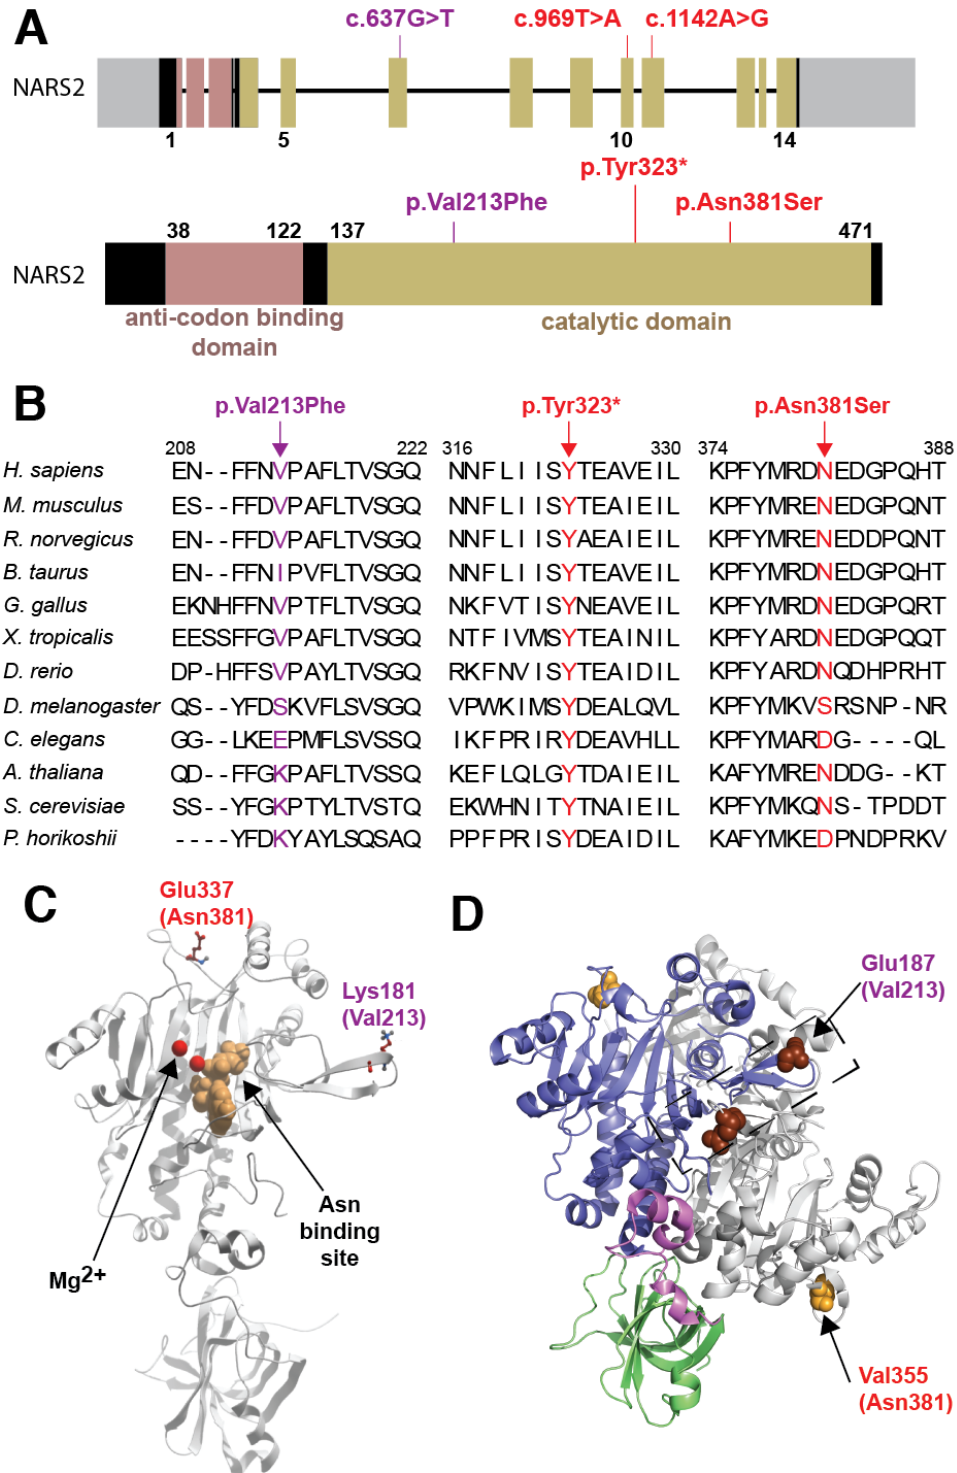 A
c.637G>T c.969T>A c.1142A>G
NARS2
1 5 10 14
p.Tyr323*
p.Val213Phe p.Asn381Ser
38 122 137 471
NARS2
anti-codon binding
domain
catalytic domain
B
p.Val213Phe p.Tyr323* p.Asn381Ser
208 222 316 330 374 388
H. sapiens EN--FFNVPAFLTVSGQ NNFLIISYTEAVEIL KPFYMRDNEDGPQHT
M. musculus ES--FFDVPAFLTVSGQ NNFLIISYTEAVEIL KPFYMRENEDGPQNT
R. norvegicus EN--FFDVPAFLTVSGQ NNFLIISYAEAVEIL KPFYMRENEDDPQNT
B. taurus EN--FFNIPVFLTVSGQ NNFLIISYTEAVEIL KPFYMRDNEDGPQHT
G. gallus EKNHFFNVPTFLTVSGQ NKFVTISYNEAVEIL KPFYMRDNEDGPQRT
X. tropicalis EESSFFGVPAFLTVSGQ NTFIVMSYTEAINIL KPFYARDNEDGPQQT
D. rerio DP-HFFSVPAYLTVSGQ RKFNVISYTEAIDIL KPFYARDNQDHPRHT
D. melanogaster QS--YFDSKVFLSVSGQ VPWKIMSYDEALQVL KPFYMKVSRSNP-NR
C. elegans GG--LKEEPMFLSVSSQ IKFPRIRYDEAVHLL KPFYMARDG----QL
A. thaliana QD--FFGKPAFLTVSSQ KEFLQLGYTDAIEIL KAFYMRENDDG--KT
S. cerevisiae SS--YFGKPTYLTVSTQ EKWHNITYTNAIEIL KPFYMKQNS-TPDDT
P. horikoshii ----YFDKYAYLSQSAQ PPFPRISYDEAIDIL KAFYMKEDPNDPRKV
C
Glu337
(Asn381)
Lys181
(Val213)
Mg2+
Asn
binding
site
D
Glu187
(Val213)
Val355
(Asn381)